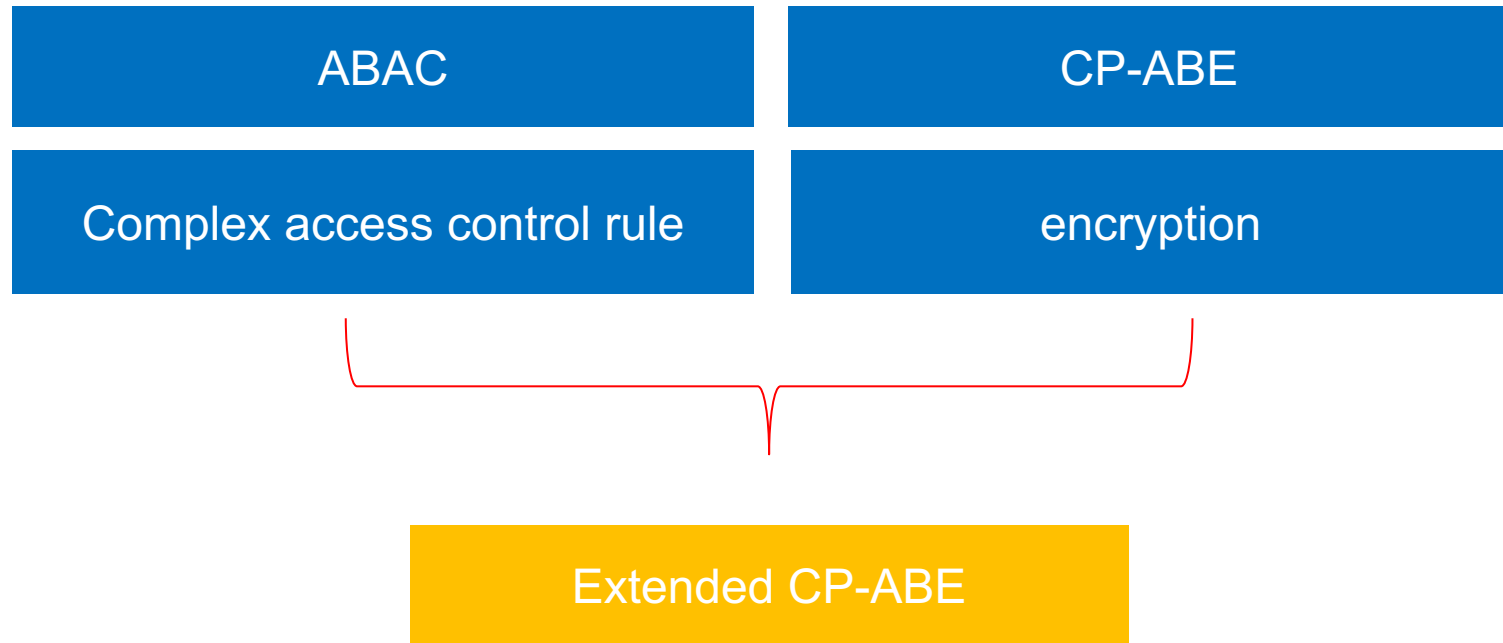 ABAC
CP-ABE
Complex access control rule
encryption
Extended CP-ABE